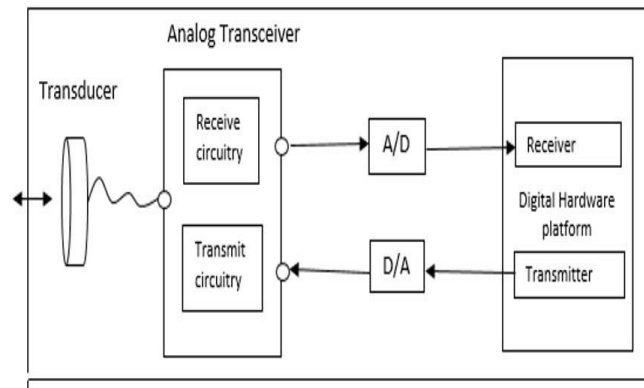 Analog Transceiver
Transducer
Receive
circuitry
A/D
Receiver
Digital Hardware
platform
Transmit
circuitry
D/A
Transmitter